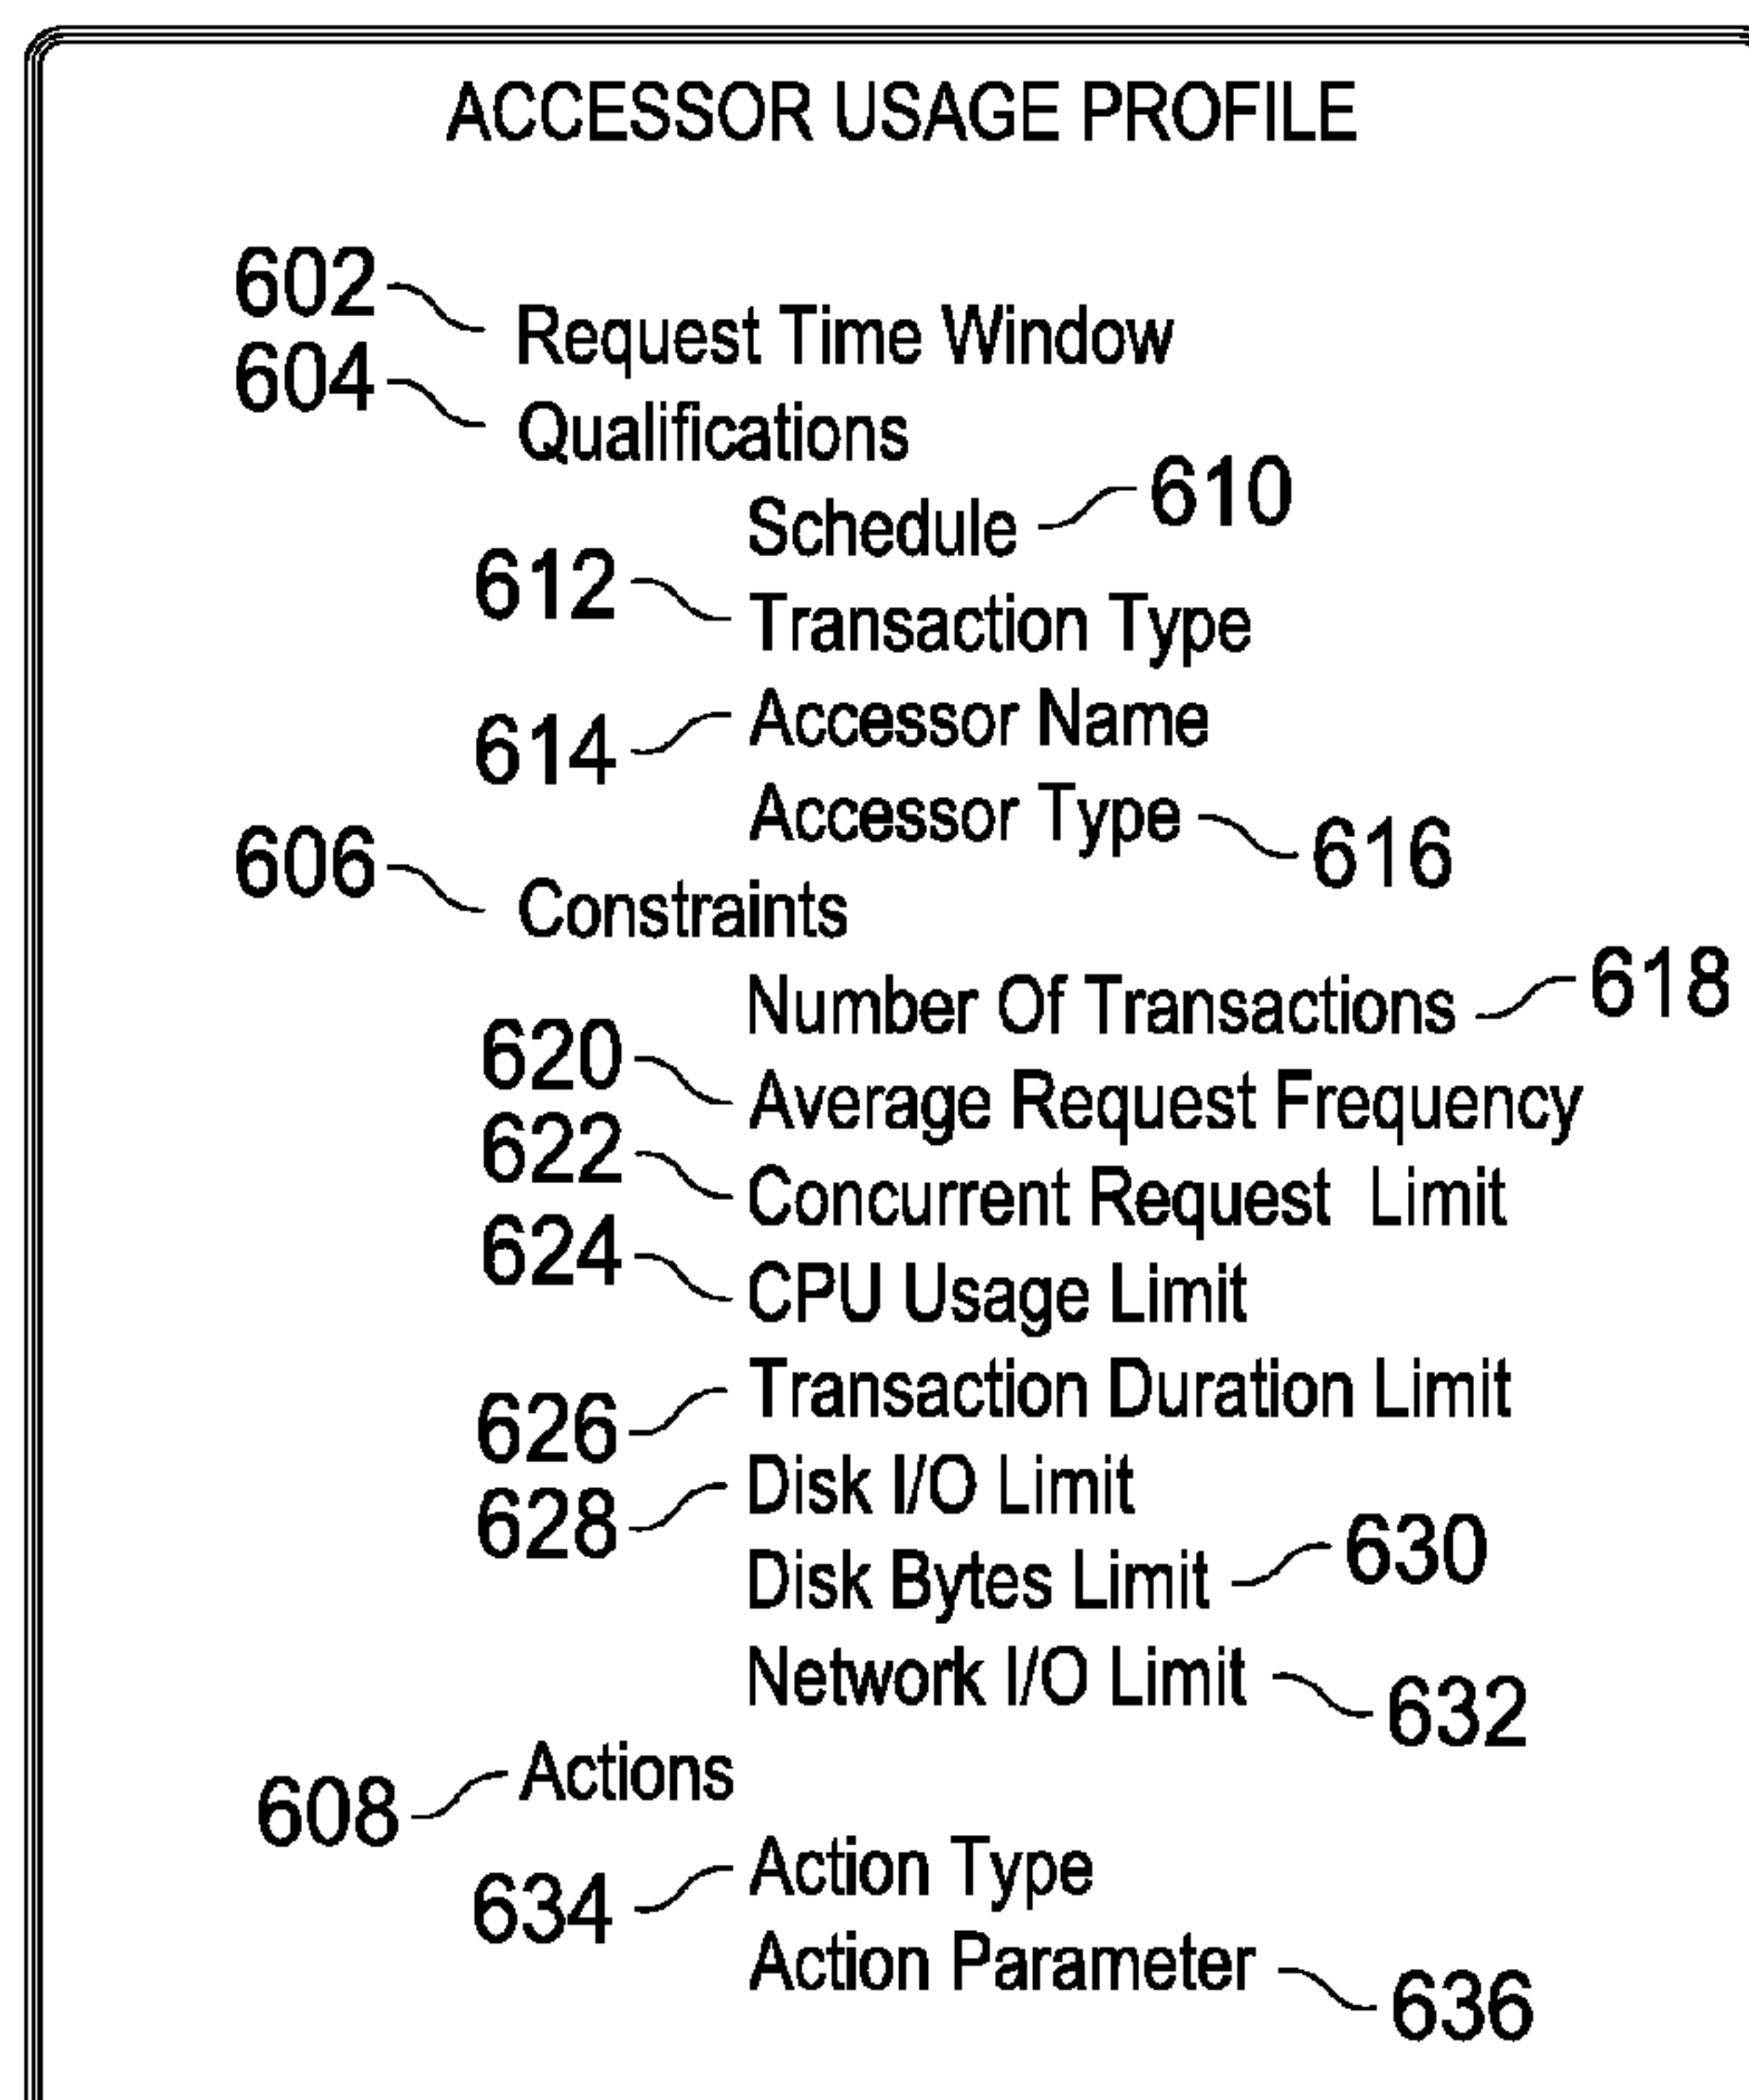 ACCESSOR USAGE PROFILE
602 Request Time Window
604 Qualifications
Schedule 610
612 Transaction Type
614 Accessor Name
Accessor Type 616
606 Constraints
Number Of Transactions 618
620 Average Request Frequency
622 Concurrent Request Limit
624 CPU Usage Limit
626 Transaction Duration Limit
628 Disk I/O Limit
Disk Bytes Limit 630
Network I/O Limit 632
608 Actions
634 Action Type
Action Parameter 636